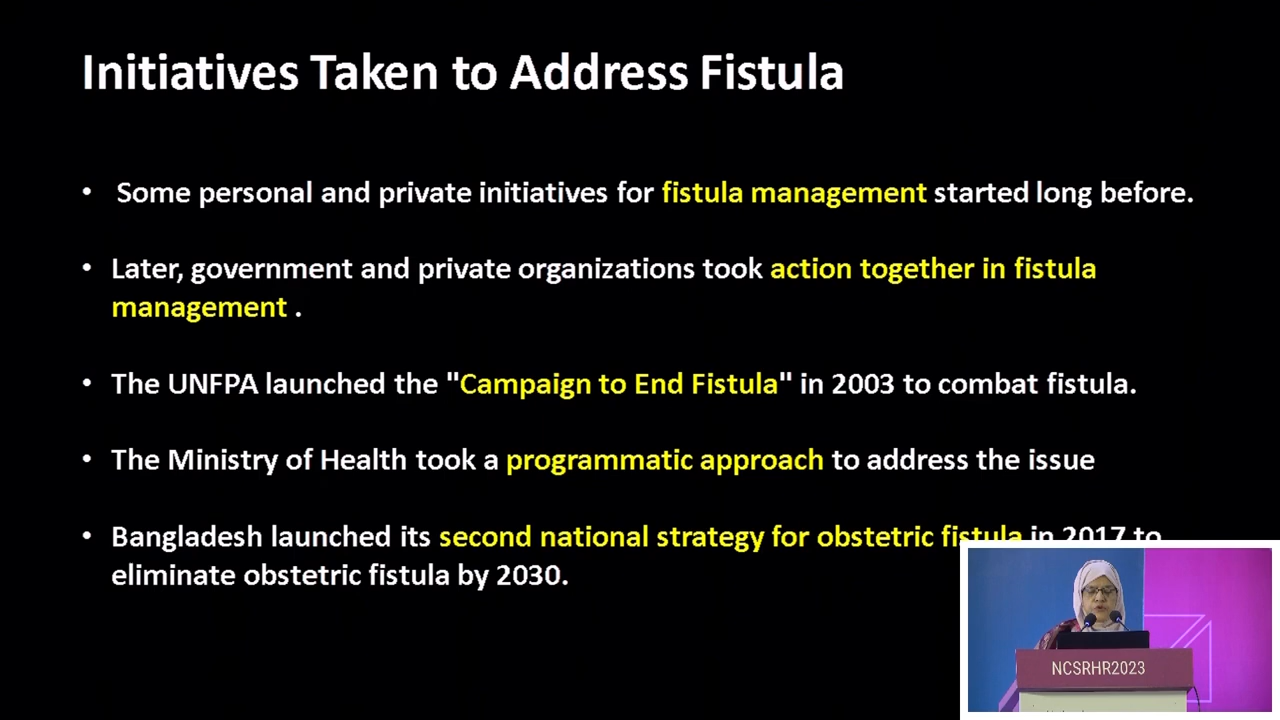 Initiatives Taken to Address Fistula
• Some personal and private initiatives for fistula management started long before.
• Later, government and private organizations took action together in fistula
management .
• The UNFPA launched the "Campaign to End Fistula" in 2003 to combat fistula.
• The Ministry of Health took a programmatic approach to address the issue
• Bangladesh launched its second national strategy for obstetric fistula in 2017 to
eliminate obstetric fistula by 2030.
NCSRHR2023